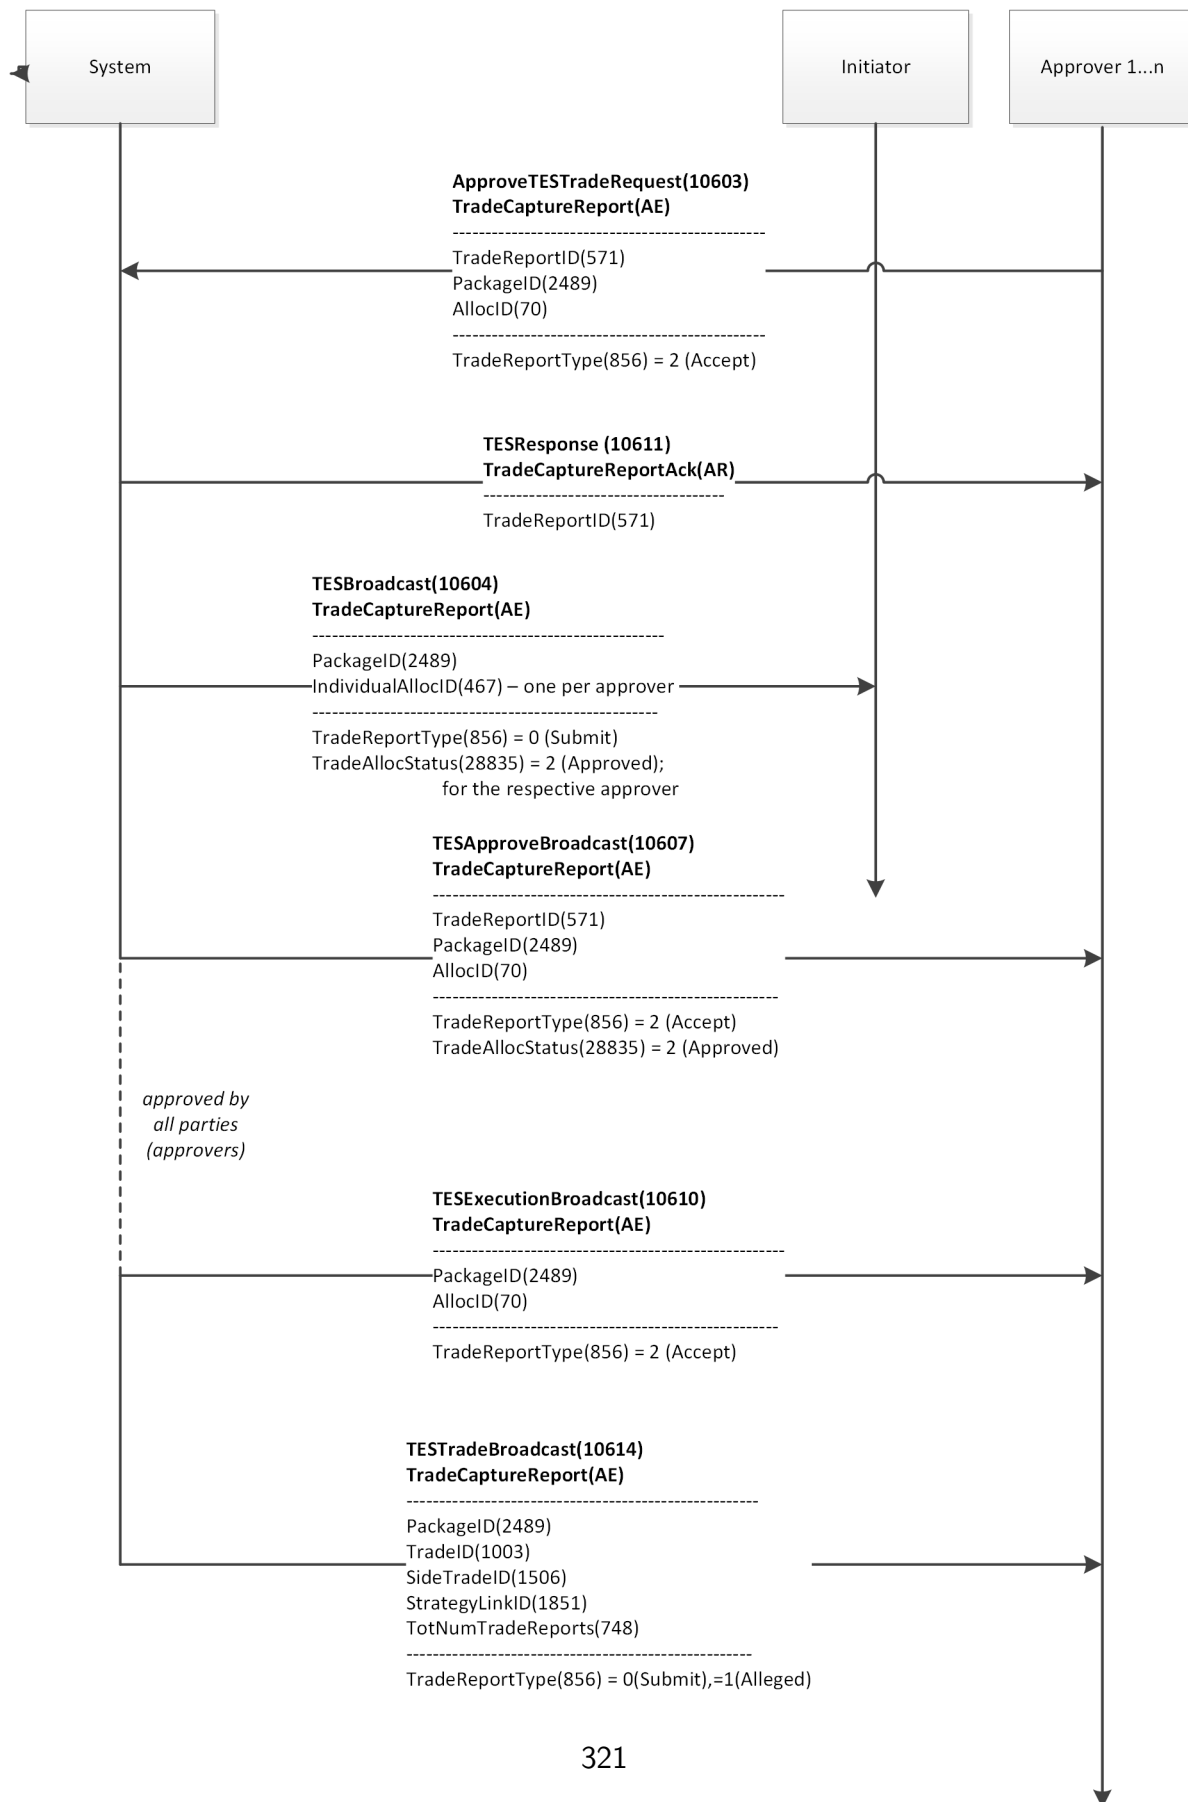 System
Initiator
Approver 1...n
ApproveTESTradeRequest(10603)
TradeCaptureReport(AE)
------------------------------------------------
TradeReportID(571)
PackageID(2489)
AllocID(70)
------------------------------------------------
TradeReportType(856) = 2 (Accept)
TESResponse (10611)
TradeCaptureReportAck(AR)
-------------------------------------
TradeReportID(571)
TESBroadcast(10604)
TradeCaptureReport(AE)
------------------------------------------------------
PackageID(2489)
IndividualAllocID(467) – one per approver
-----------------------------------------------------
TradeReportType(856) = 0 (Submit)
TradeAllocStatus(28835) = 2 (Approved);
for the respective approver
TESApproveBroadcast(10607)
TradeCaptureReport(AE)
------------------------------------------------------
TradeReportID(571)
PackageID(2489)
AllocID(70)
-----------------------------------------------------
TradeReportType(856) = 2 (Accept)
TradeAllocStatus(28835) = 2 (Approved)
approved by
all parties
(approvers)
TESExecutionBroadcast(10610)
TradeCaptureReport(AE)
------------------------------------------------------
PackageID(2489)
AllocID(70)
-----------------------------------------------------
TradeReportType(856) = 2 (Accept)
TESTradeBroadcast(10614)
TradeCaptureReport(AE)
------------------------------------------------------
PackageID(2489)
TradeID(1003)
SideTradeID(1506)
StrategyLinkID(1851)
TotNumTradeReports(748)
-----------------------------------------------------
TradeReportType(856) = 0(Submit),=1(Alleged)
321